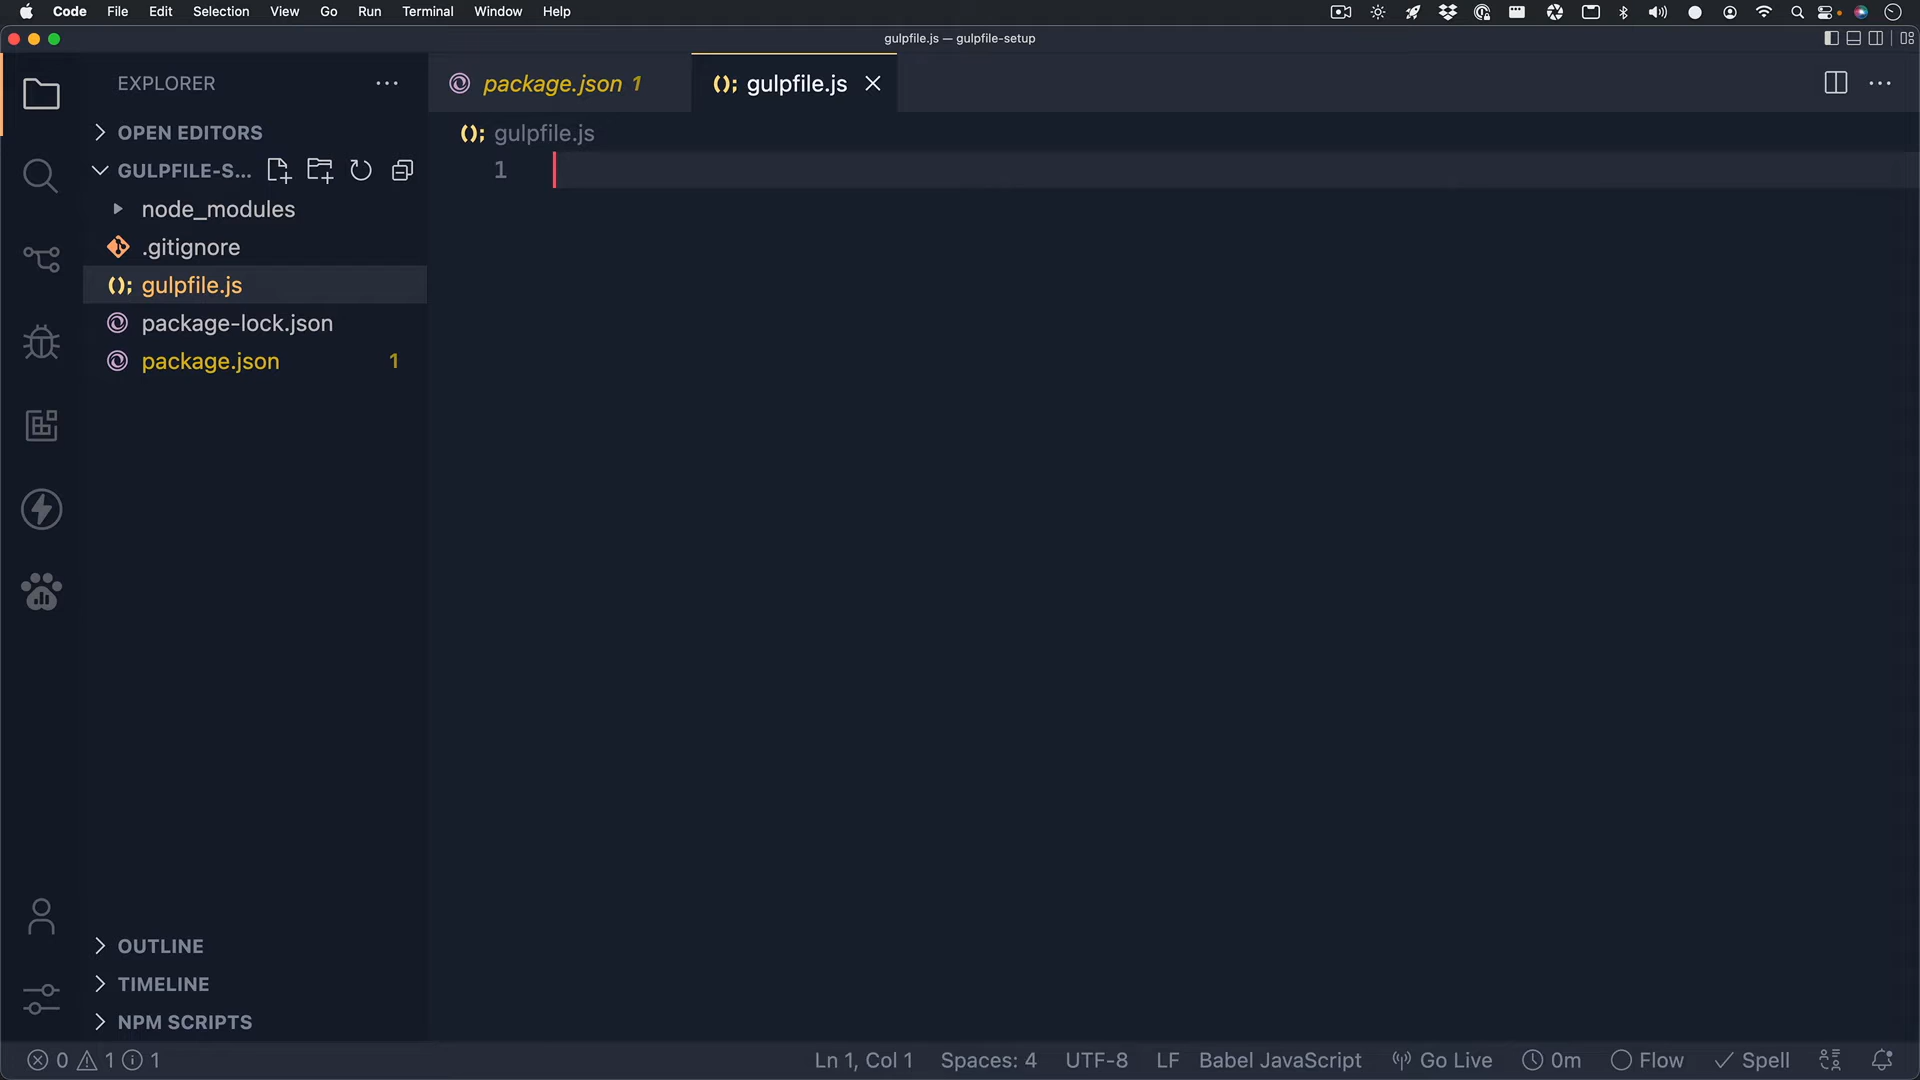 Code File Edit Selection View Go Run Terminal Window Help
gulpfile.js — gulpfile-setup
EXPLORER
package.json 1
gulpfile.js
OPEN EDITORS
gulpfile.js
GULPFILE-S...
1
node_modules
.gitignore
gulpfile.js
package-lock.json
package.json 1
OUTLINE
TIMELINE
NPM SCRIPTS
0 1 1 Ln 1, Col 1 Spaces: 4 UTF-8 LF Babel JavaScript Go Live 0m Flow Spell